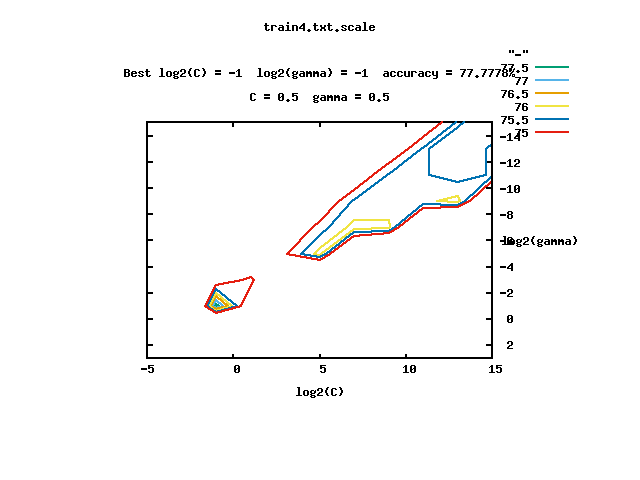 train4.txt.scale
"-"
Best log2(C) = -1 log2(gamma) = -1 accuracy = 77.7778%
77.5
77
76.5
C = 0.5 gamma = 0.5
76
75.5
75
-14
-12
-10
-8
-6
log2(gamma)
-4
-2
0
2
-5 0 5 10 15
log2(C)